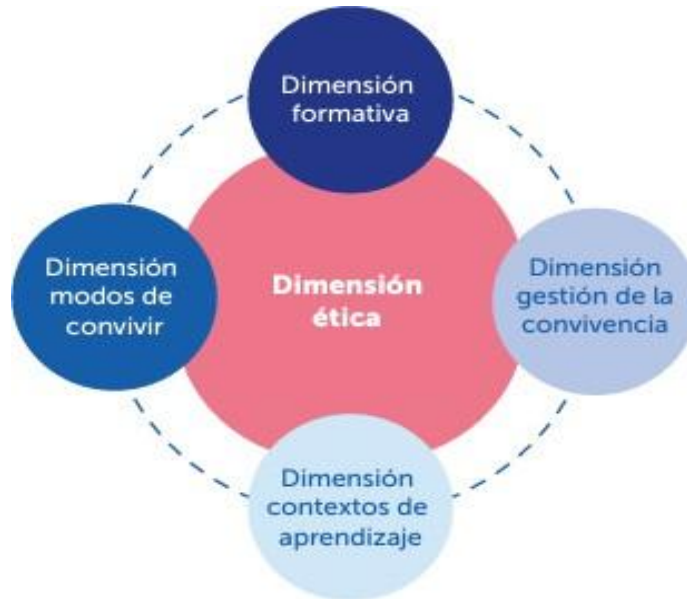 Dimensión
formativa
Dimensión
modos de
convivir
Dimensión
ética
Dimensión
gestión de la
convivencia
Dimensión
contextos de
aprendizaje